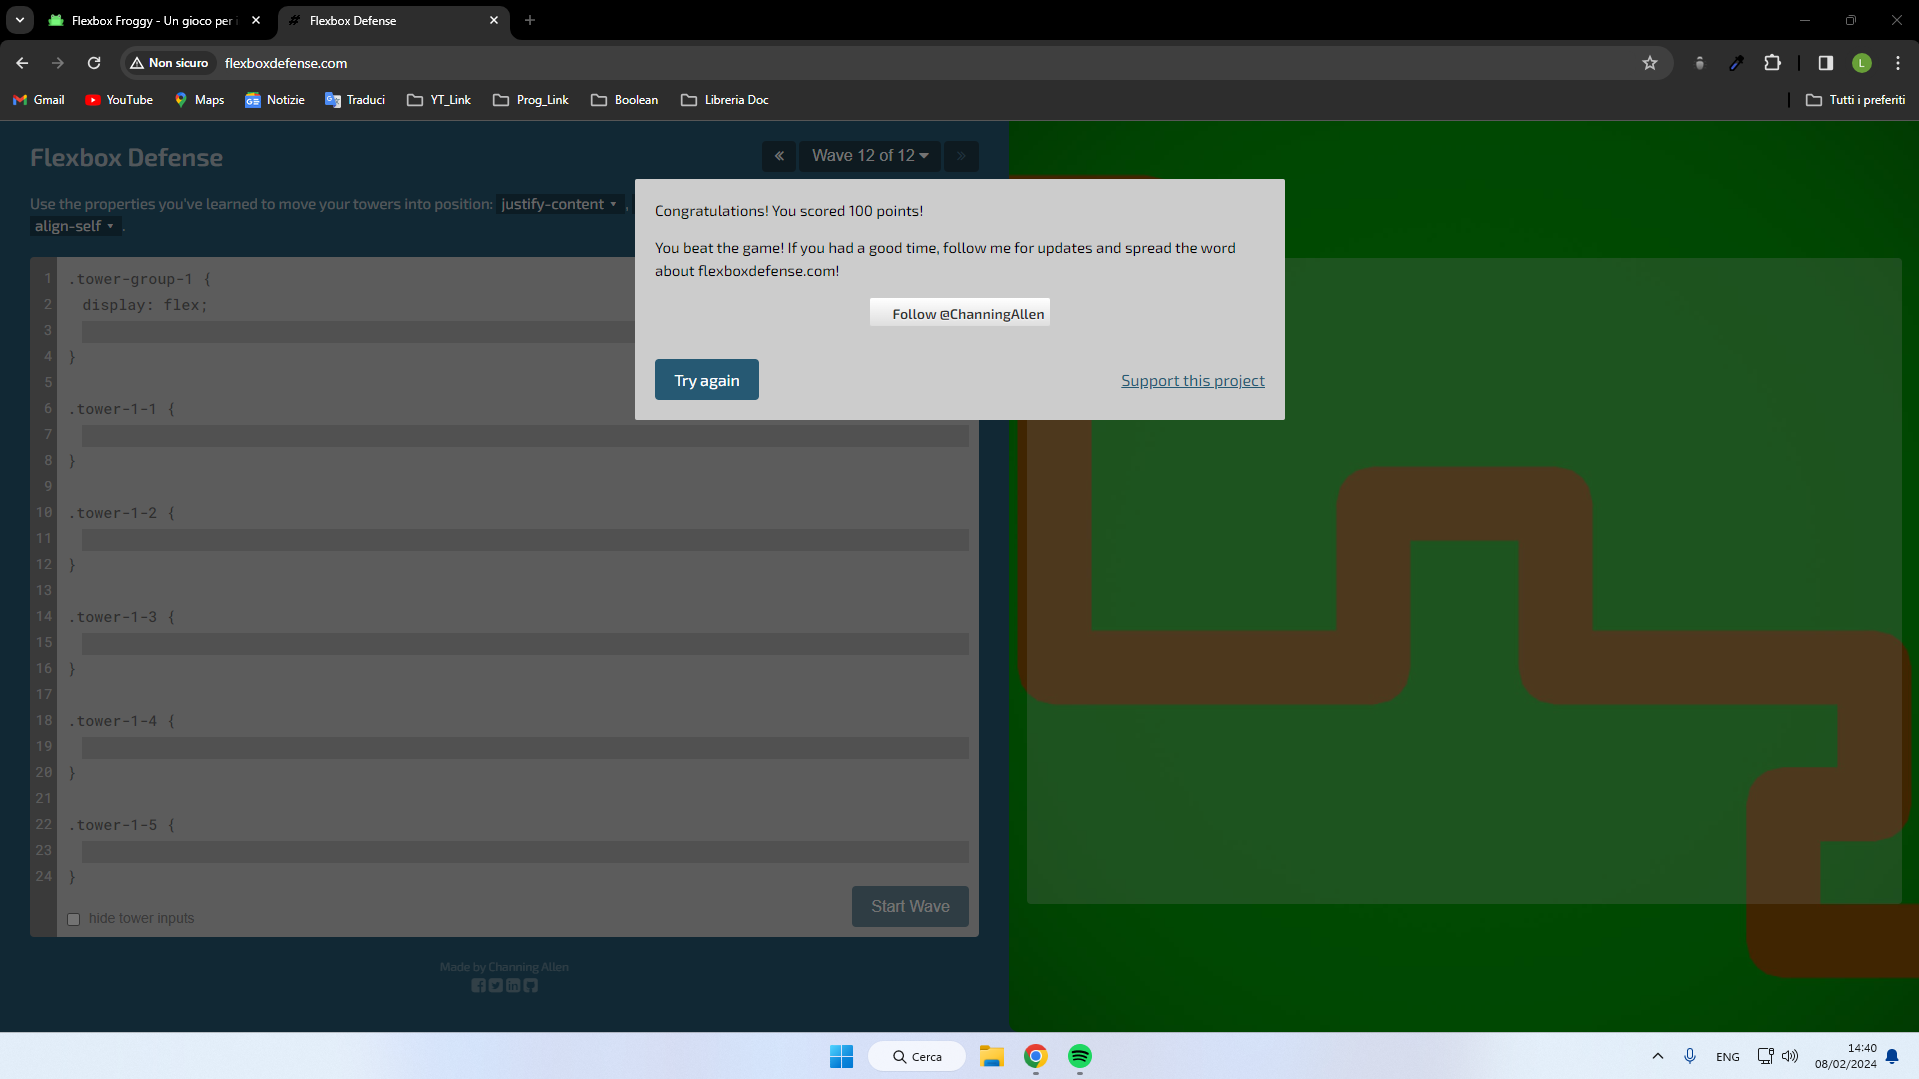 Flexbox Froggy - Un gioco per i
Flexbox Defense
Non sicuro
flexboxdefense.com
L
Gmail
YouTube
Maps
Notizie
Traduci
YT_Link
Prog_Link
Boolean
Libreria Doc
Tutti i preferiti
Flexbox Defense
«
Wave 12 of 12
»
Use the properties you've learned to move your towers into position: justify-content ,
align-self .
Congratulations! You scored 100 points!
You beat the game! If you had a good time, follow me for updates and spread the word
about flexboxdefense.com!
Follow @ChanningAllen
Try again
Support this project
1 .tower-group-1 {
2 display: flex;
3
4 }
5
6 .tower-1-1 {
7
8 }
9
10 .tower-1-2 {
11
12 }
13
14 .tower-1-3 {
15
16 }
17
18 .tower-1-4 {
19
20 }
21
22 .tower-1-5 {
23
24 }
hide tower inputs
Start Wave
Made by Channing Allen
Cerca
ENG
14:40
08/02/2024